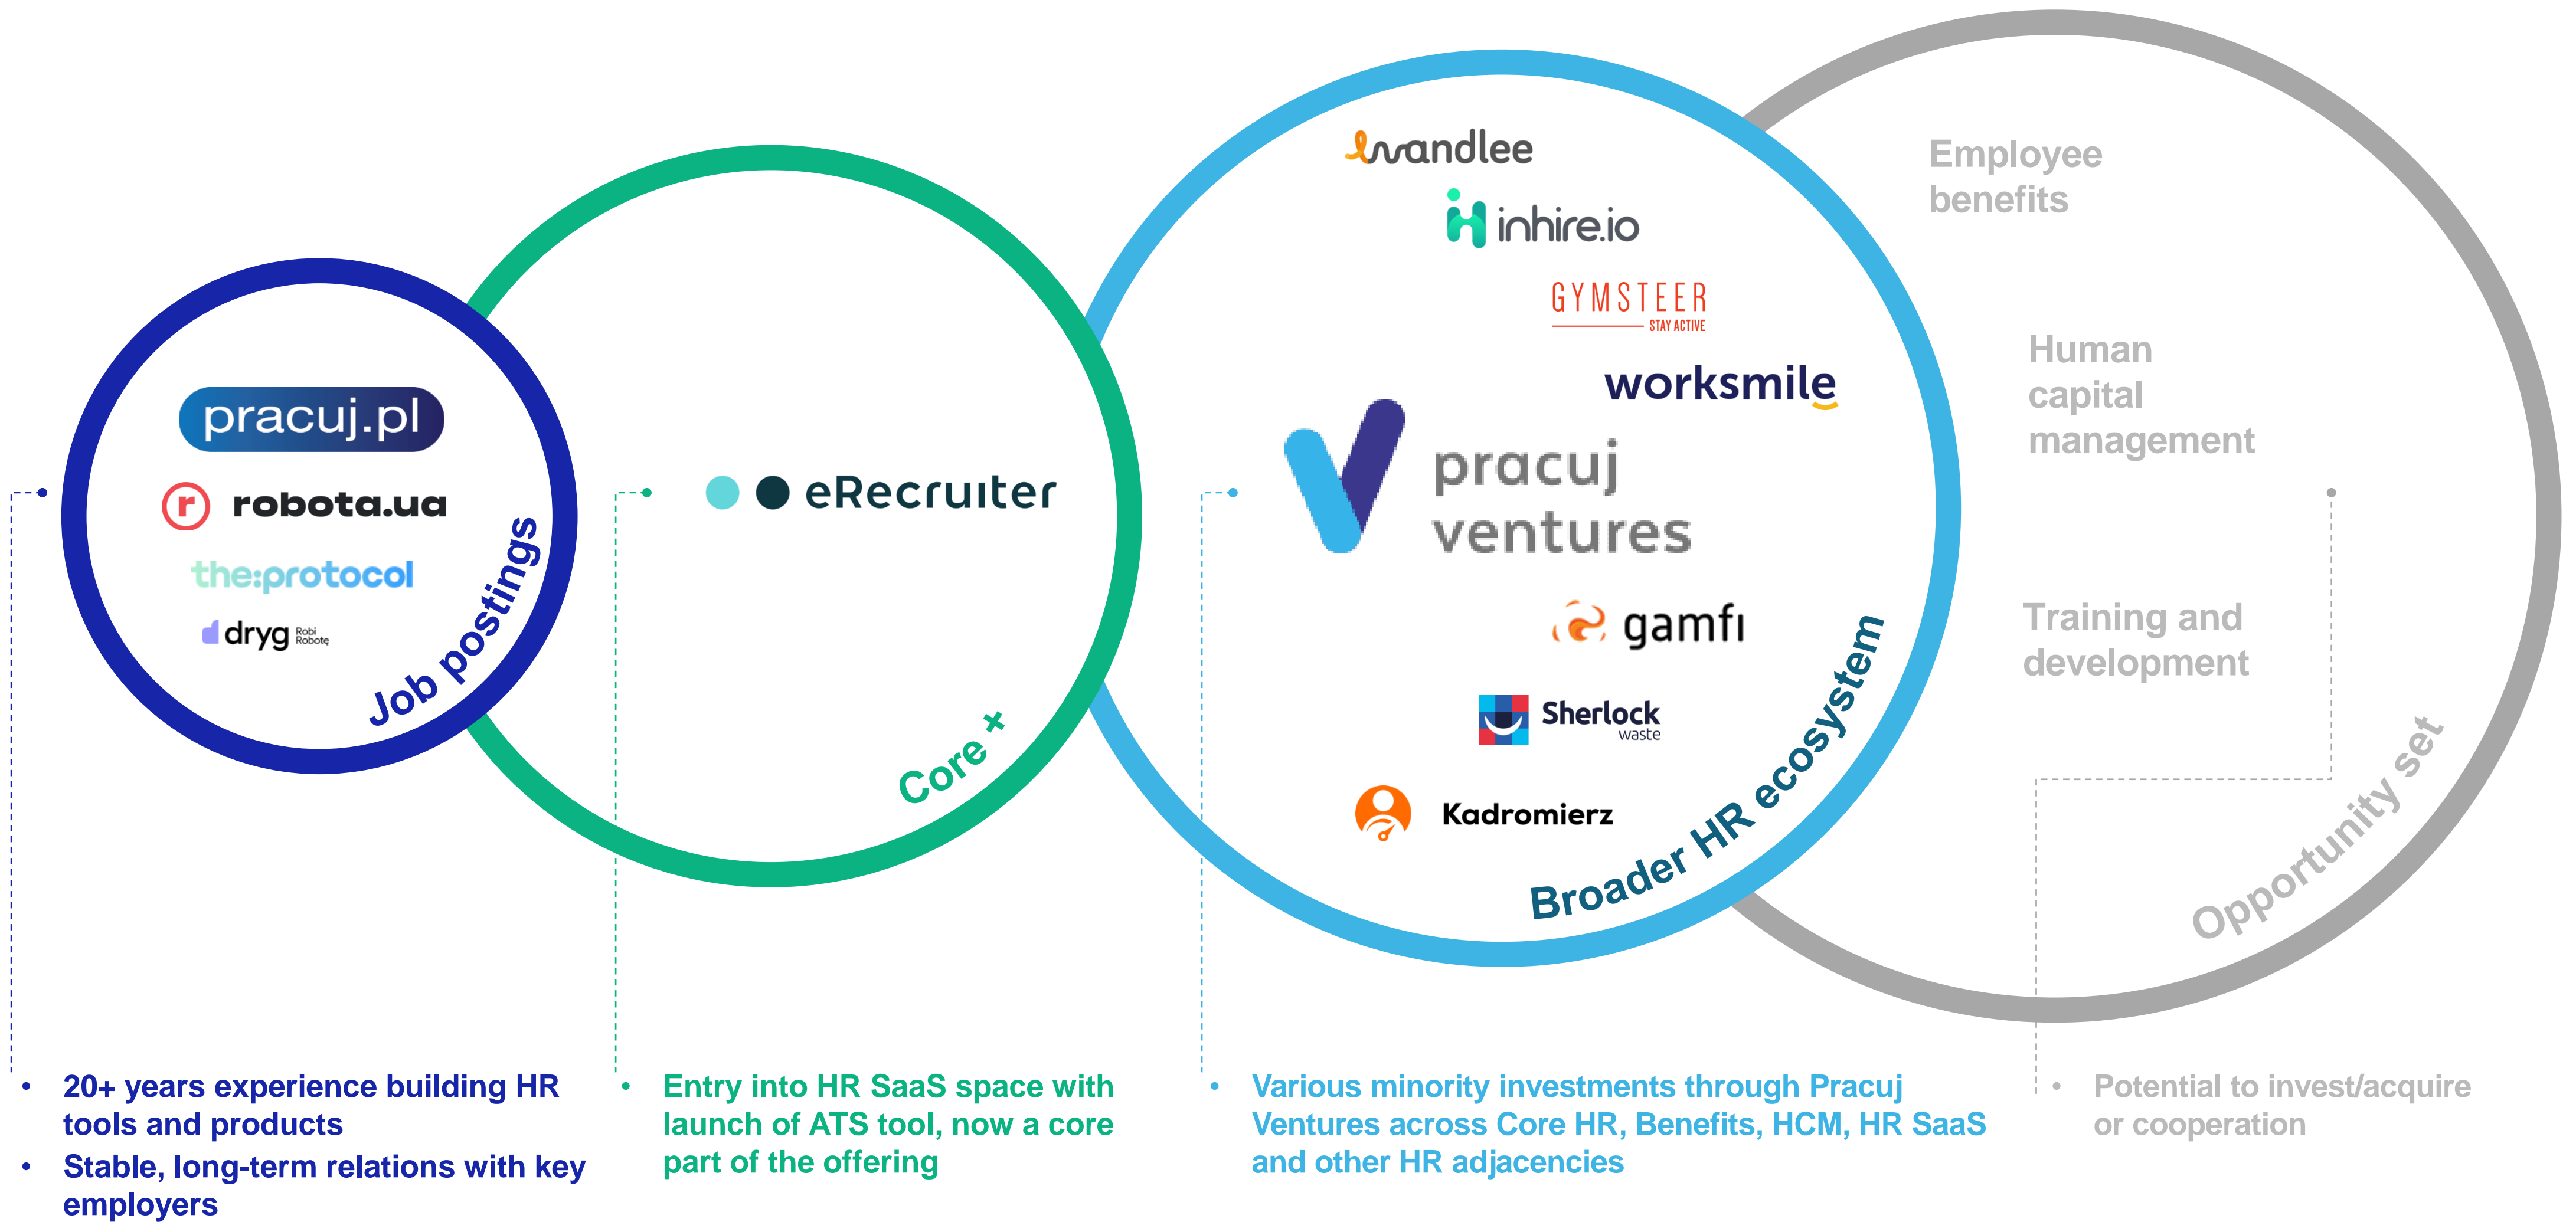 pracuj.pl
r robota.ua
the:protocol
dryg Robi
Robotę
Job postings
eRecruiter
Core +
wandlee
inhire.io
GYMSTEER
STAY ACTIVE
worksmile
pracuj
ventures
gamfi
Sherlock
waste
Kadromierz
Broader HR ecosystem
Employee
benefits
Human
capital
management
Training and
development
Opportunity set
• 20+ years experience building HR
tools and products
• Stable, long-term relations with key
employers
• Entry into HR SaaS space with
launch of ATS tool, now a core
part of the offering
• Various minority investments through Pracuj
Ventures across Core HR, Benefits, HCM, HR SaaS
and other HR adjacencies
• Potential to invest/acquire
or cooperation